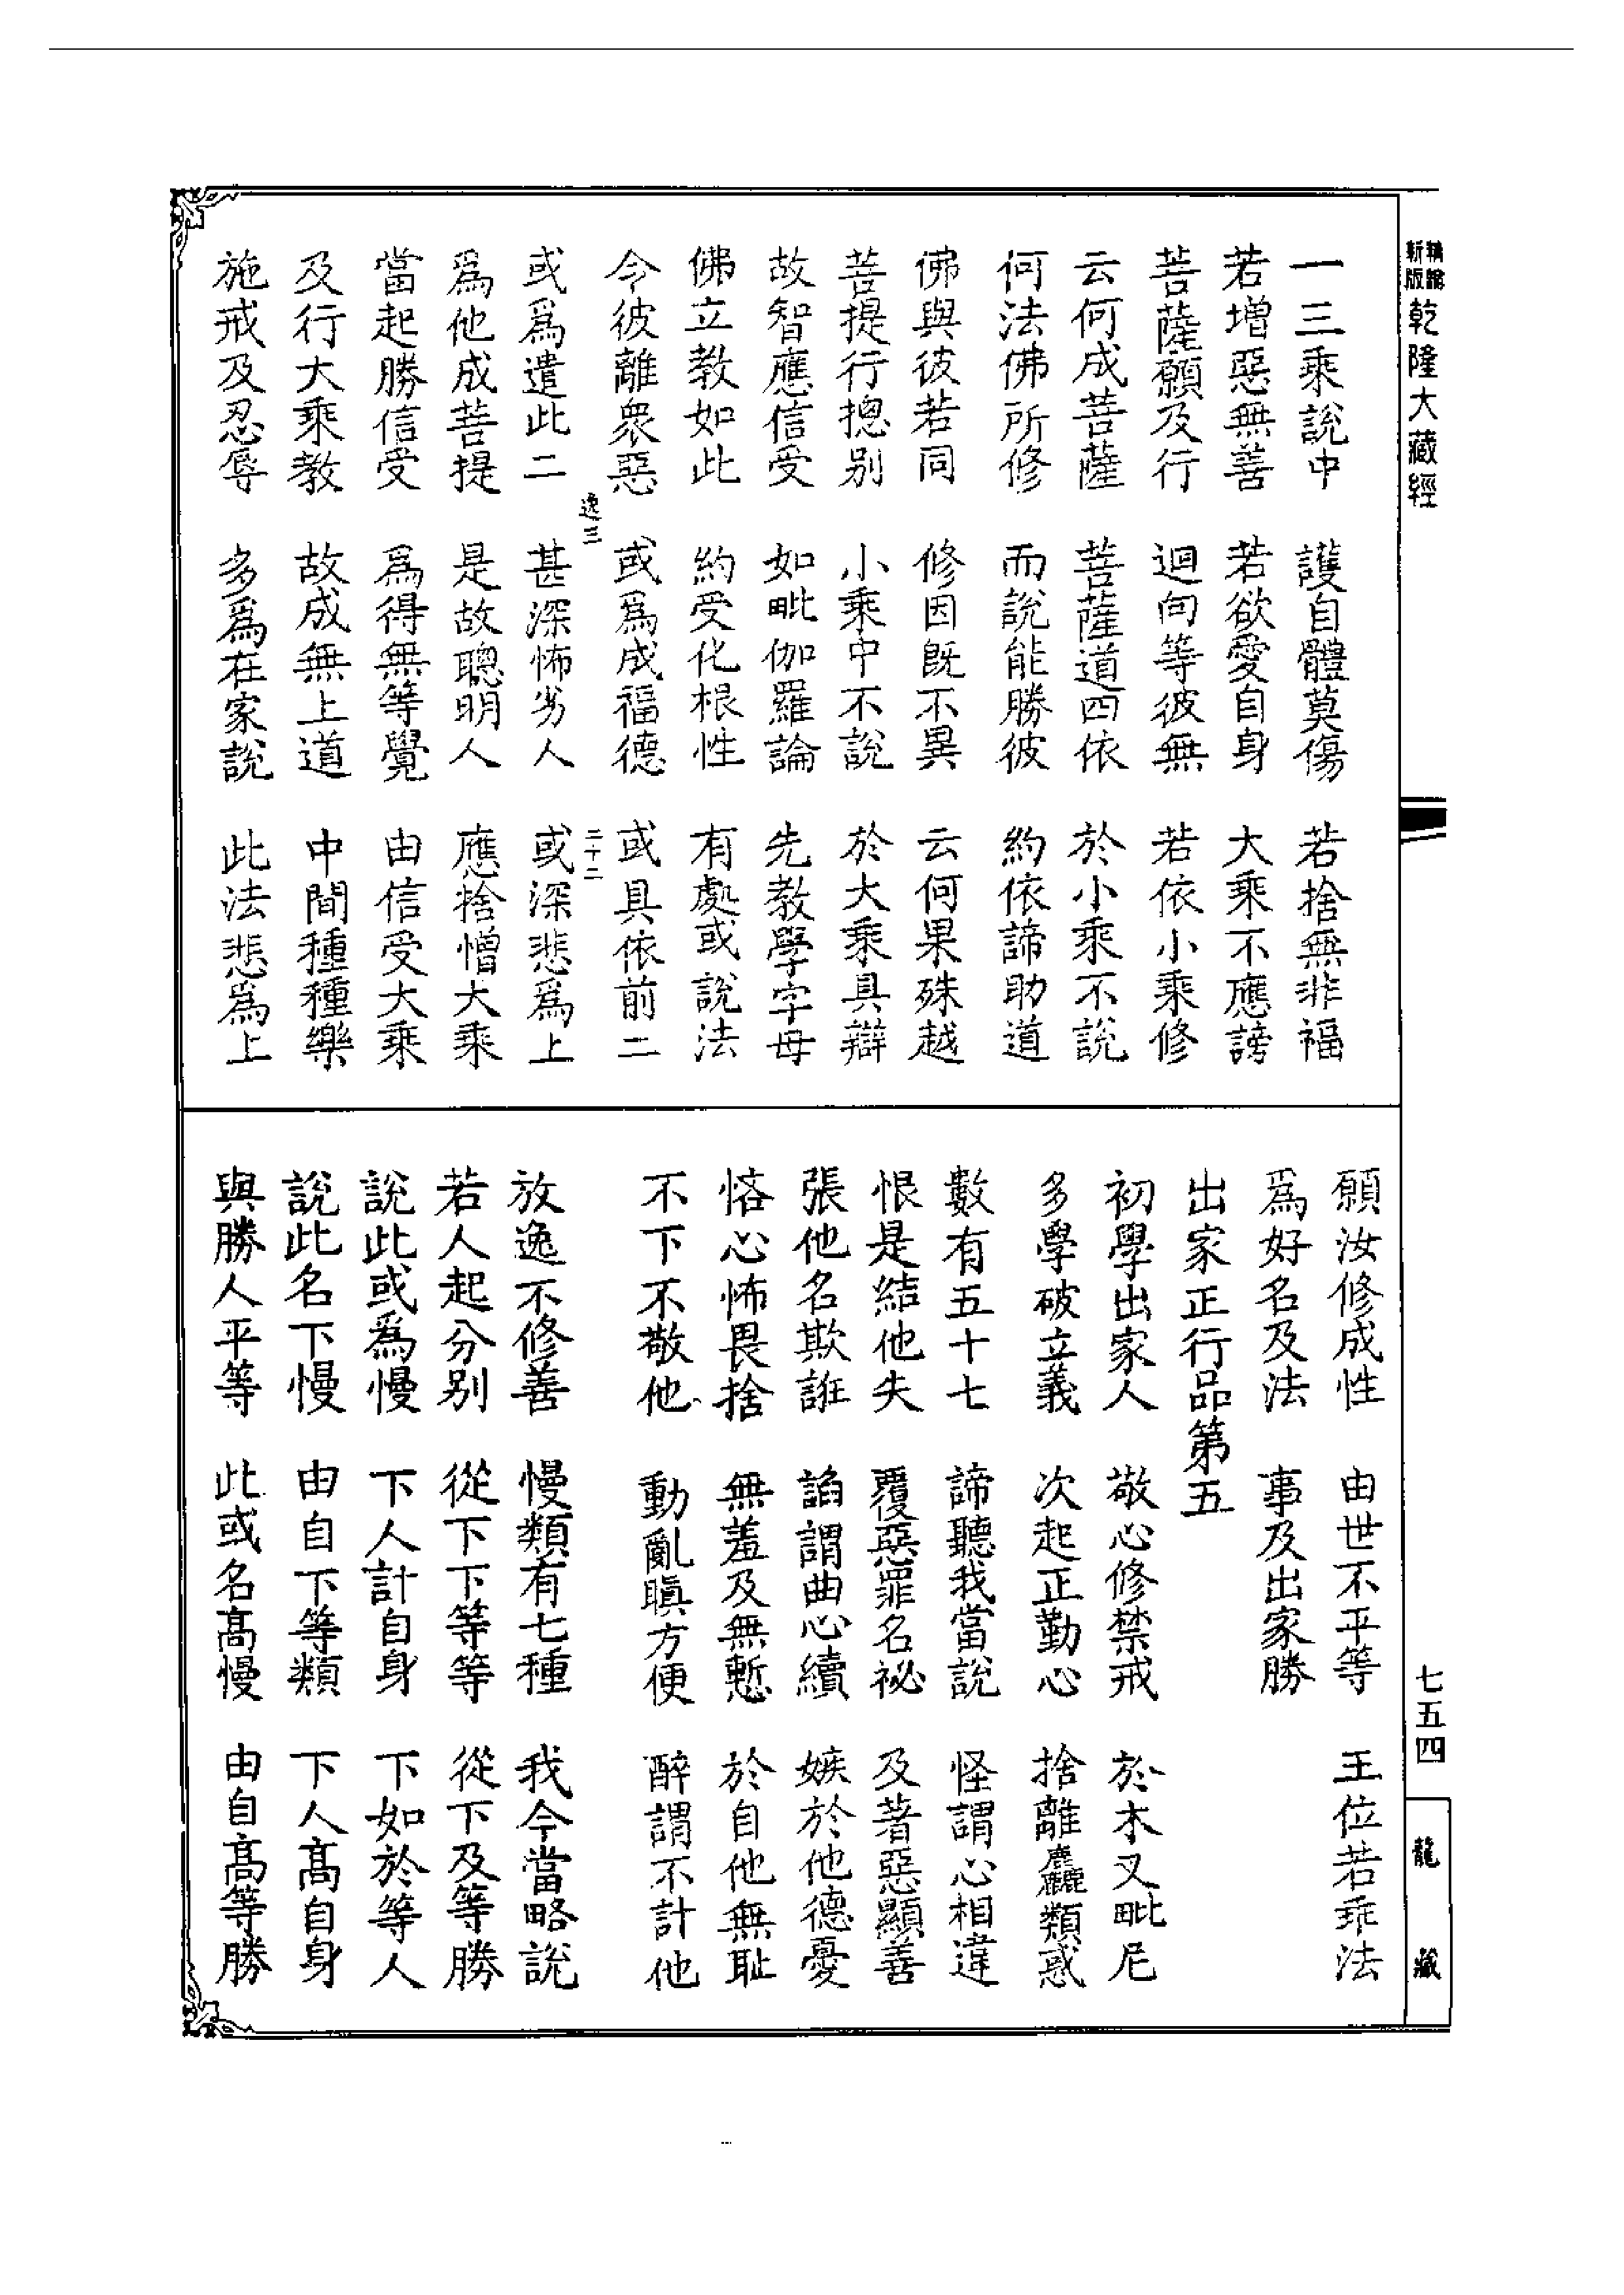 新版
精縮
乾隆大藏經
一三乘說中 護自體莫傷 若捨無非福
若增惡無善 若欲愛自身 大乘不應謗
菩薩願及行 迴向等彼無 若依小乘修
云何成菩薩 菩薩道四依 於小乘不說
何法佛所修 而說能勝彼 約依諦助道
佛與彼若同 修因既不異 云何果殊越
菩提行摠別 小乘中不說 於大乘具辯
故智應信受 如毗伽羅論 先教學字母
佛立教如此 約受化根性 有處或說法
令彼離衆惡 或爲成福德 或具依前二
逸三 二十二
或爲遣此二 甚深怖劣人 或深悲爲上
爲他成菩提 是故聰明人 應捨憎大乘
當起勝信受 爲得無等覺 由信受大乘
及行大乘教 故成無上道 中間種種樂
施戒及忍辱 多爲在家說 此法悲爲上
願汝修成性 由世不平等 王位若乖法
爲好名及法 事及出家勝
出家正行品第五
初學出家人 敬心修禁戒 於木叉毗尼
多學破立義 次起正勤心 捨離麤類惑
數有五十七 諦聽我當說 怪謂心相違
恨是結他失 覆惡罪名祕 及著惡顯善
張他名欺誑 諂謂曲心續 嫉於他德憂
悋心怖畏捨 無羞及無慙 於自他無耻
不下不敬他 動亂瞋方便 醉謂不計他
放逸不修善 慢類有七種 我今當略說
若人起分別 從下下等等 從下及等勝
說此或爲慢 下人計自身 下如於等人
說此名下慢 由自下等類 下人高自身
與勝人平等 此或名高慢 由自高等勝
七五四
龍藏